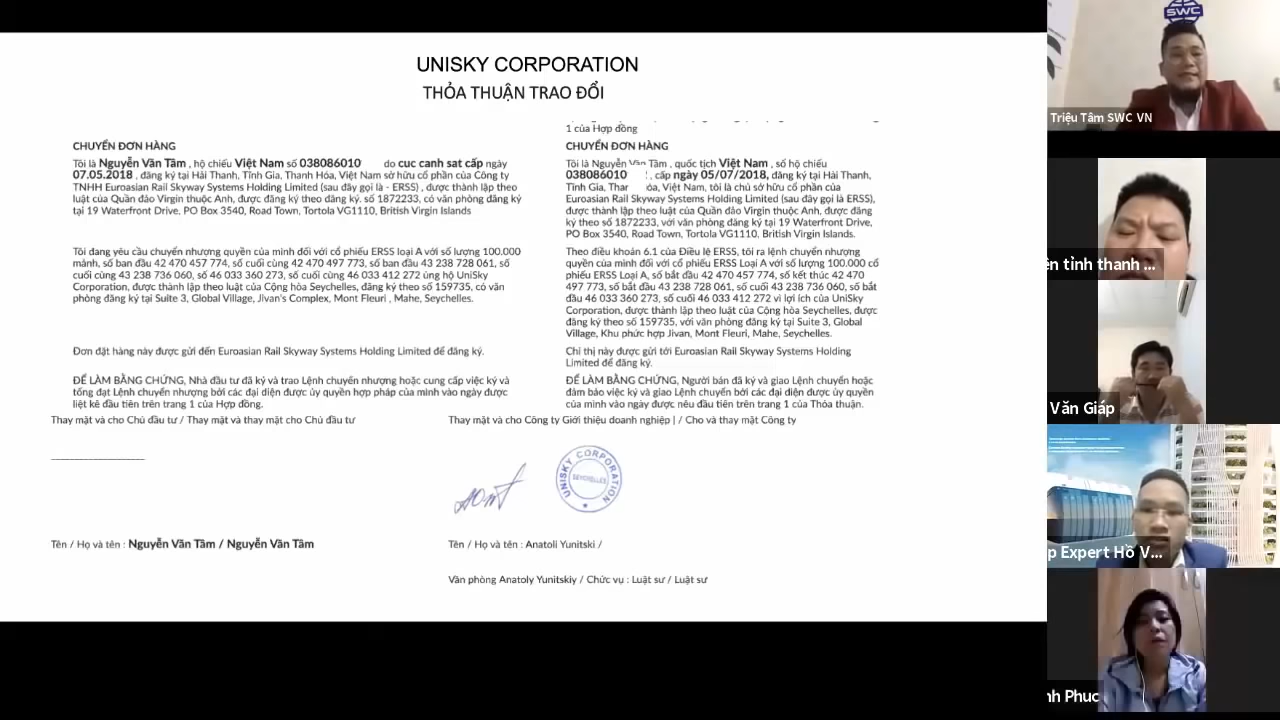 UNISKY CORPORATION
THỎA THUẬN TRAO ĐỔI
CHUYỂN ĐƠN HÀNG
Tôi là Nguyễn Văn Tâm , hộ chiếu Việt Nam số 038086010 do cuc canh sat cấp ngày
07.05.2018 , đăng ký tại Hải Thanh, Tĩnh Gia, Thanh Hóa, Việt Nam sở hữu cổ phần của Công ty
TNHH Euroasian Rail Skyway Systems Holding Limited (sau đây gọi là - ERSS) , được thành lập theo
luật của Quần đảo Virgin thuộc Anh, được đăng ký theo đăng ký. số 1872233, có văn phòng đăng ký
tại 19 Waterfront Drive, PO Box 3540, Road Town, Tortola VG1110, British Virgin Islands
Tôi đang yêu cầu chuyển nhượng quyền của mình đối với cổ phiếu ERSS loại A với số lượng 100.000
mảnh, số ban đầu 42 470 457 774, số cuối cùng 42 470 497 773, số ban đầu 43 238 728 061, số
cuối cùng 43 238 736 060, số 46 033 360 273, số cuối cùng 46 033 412 272 ủng hộ UniSky
Corporation, được thành lập theo luật của Cộng hòa Seychelles, đăng ký theo số 159735, có văn
phòng đăng ký tại Suite 3, Global Village, Jivan's Complex, Mont Fleuri , Mahe, Seychelles.
Đơn đặt hàng này được gửi đến Euroasian Rail Skyway Systems Holding Limited để đăng ký.
ĐỂ LÀM BẰNG CHỨNG, Nhà đầu tư đã ký và trao Lệnh chuyển nhượng hoặc cung cấp việc ký và
tống đạt Lệnh chuyển nhượng bởi các đại diện được ủy quyền hợp pháp của mình vào ngày được
liệt kê đầu tiên trên trang 1 của Hợp đồng.
Thay mặt và cho Chủ đầu tư / Thay mặt và thay mặt cho Chủ đầu tư
Tên / Họ và tên : Nguyễn Văn Tâm / Nguyễn Văn Tâm
1 của Hợp đồng
CHUYỂN ĐƠN HÀNG
Tôi là Nguyễn Văn Tâm , quốc tịch Việt Nam , số hộ chiếu
038086010 , cấp ngày 05/07/2018, đăng ký tại Hải Thanh,
Tĩnh Gia, Thar óa, Việt Nam, tôi là chủ sở hữu cổ phần của
Euroasian Rail Skyway Systems Holding Limited (sau đây gọi là ERSS),
được thành lập theo luật của Quần đảo Virgin thuộc Anh, được đăng
ký theo số 1872233, với văn phòng đăng ký tại 19 Waterfront Drive,
PO Box 3540, Road Town, Tortola VG1110, British Virgin Islands.
Theo điều khoản 6.1 của Điều lệ ERSS, tôi ra lệnh chuyển nhượng
quyền của mình đối với cổ phiếu ERSS Loại A với số lượng 100.000 cổ
phiếu ERSS Loại A, số bắt đầu 42 470 457 774, số kết thúc 42 470
497 773, số bắt đầu 43 238 728 061, số cuối 43 238 736 060, số bắt
đầu 46 033 360 273, số cuối 46 033 412 272 vì lợi ích của UniSky
Corporation, được thành lập theo luật của Cộng hòa Seychelles, được
đăng ký theo số 159735, với văn phòng đăng ký tại Suite 3, Global
Village, Khu phức hợp Jivan, Mont Fleuri, Mahe, Seychelles.
Chỉ thị này được gửi tới Euroasian Rail Skyway Systems Holding
Limited để đăng ký.
ĐỂ LÀM BẰNG CHỨNG, Người bán đã ký và giao Lệnh chuyển hoặc
đảm bảo việc ký và giao Lệnh chuyển bởi các đại diện được ủy quyền
của mình vào ngày được nêu đầu tiên trên trang 1 của Thỏa thuận.
Thay mặt và cho Công ty Giới thiệu doanh nghiệp | / Cho và thay mặt Công ty
UNISKY CORPORATION
SEYCHELLES
Tên / Họ và tên : Anatoli Yunitski /
Văn phòng Anatoly Yunitskiy / Chức vụ : Luật sư / Luật sư
SWC
Triệu Tâm SWC VN
ên tỉnh thanh ...
Văn Giáp
p Expert Hồ V...
nh Phuc